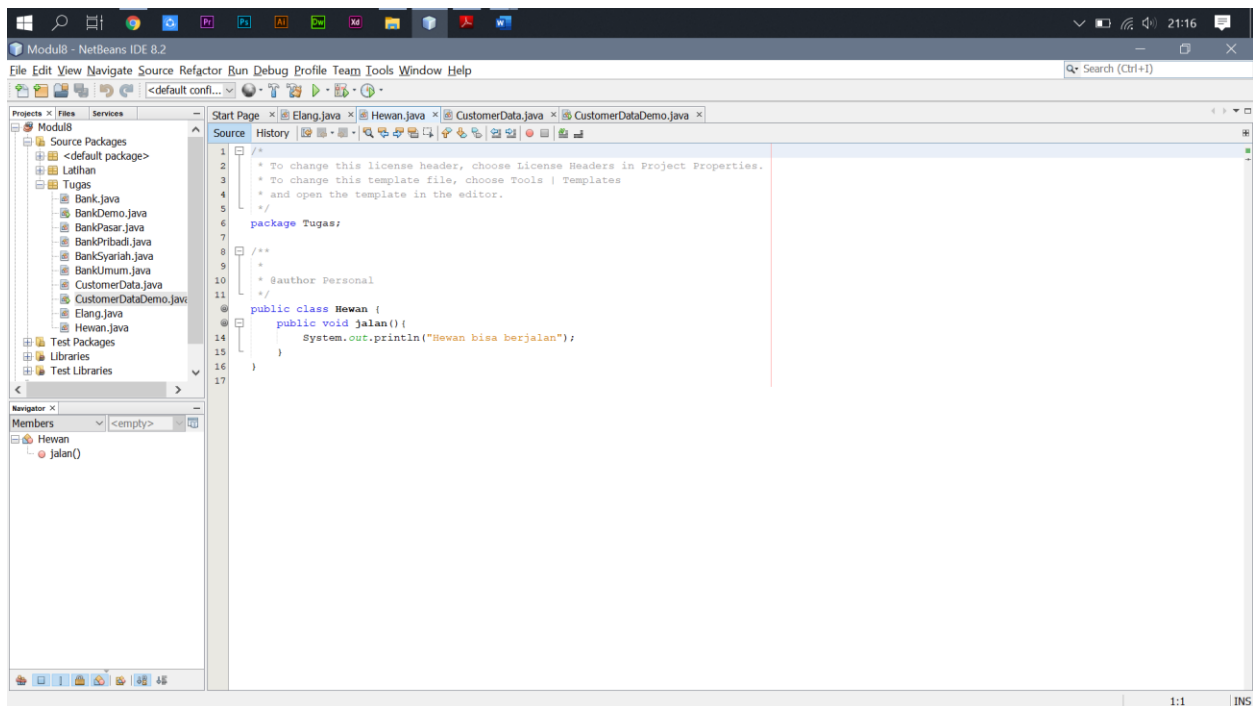 Pr Ps Ai Dw Xd
21:16
Modul8 - NetBeans IDE 8.2
File Edit View Navigate Source Refactor Run Debug Profile Team Tools Window Help
Search (Ctrl+I)
<default confi...
Projects Files Services
Start Page Elang.java Hewan.java CustomerData.java CustomerDataDemo.java
Source History
Modul8
Source Packages
<default package>
Latihan
Tugas
Bank.java
BankDemo.java
BankPasar.java
BankPribadi.java
BankSyariah.java
BankUmum.java
CustomerData.java
CustomerDataDemo.java
Elang.java
Hewan.java
Test Packages
Libraries
Test Libraries
Navigator
Members <empty>
Hewan
jalan()
1 /*
2 * To change this license header, choose License Headers in Project Properties.
3 * To change this template file, choose Tools | Templates
4 * and open the template in the editor.
5 */
6 package Tugas;
7
8 /**
9 *
10 * @author Personal
11 */
public class Hewan {
public void jalan(){
14 System.out.println("Hewan bisa berjalan");
15 }
16 }
17
1:1 INS